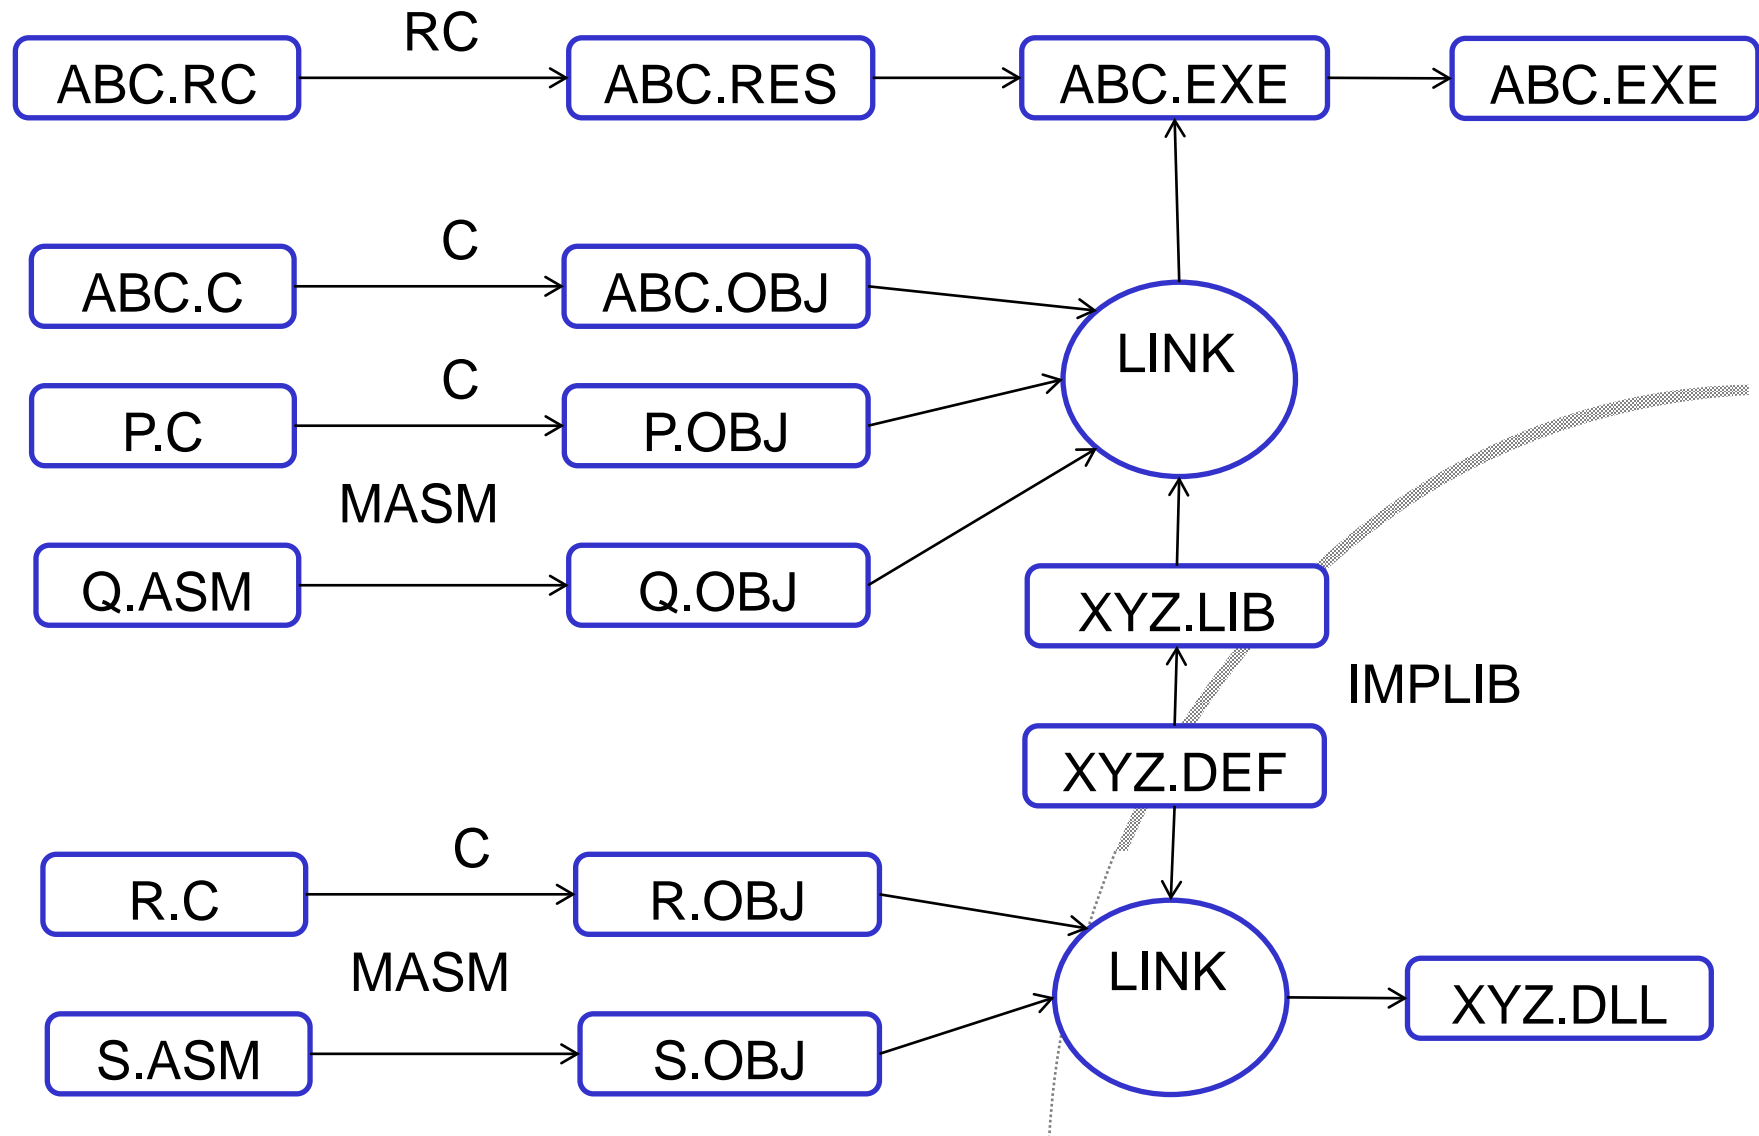 RC
ABC.RC
ABC.RES
ABC.EXE
ABC.EXE
C
ABC.C
ABC.OBJ
LINK
C
P.C
P.OBJ
MASM
Q.ASM
Q.OBJ
XYZ.LIB
IMPLIB
XYZ.DEF
C
R.C
R.OBJ
LINK
MASM
XYZ.DLL
S.ASM
S.OBJ